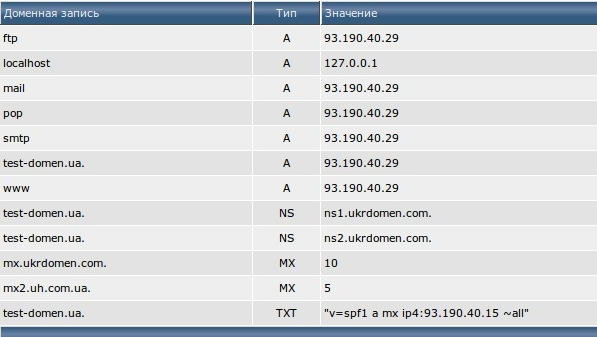 Доменная запись Тип Значение
ftp A 93.190.40.29
localhost A 127.0.0.1
mail A 93.190.40.29
pop A 93.190.40.29
smtp A 93.190.40.29
test-domen.ua. A 93.190.40.29
www A 93.190.40.29
test-domen.ua. NS ns1.ukrdomen.com.
test-domen.ua. NS ns2.ukrdomen.com.
mx.ukrdomen.com. MX 10
mx2.uh.com.ua. MX 5
test-domen.ua. TXT "v=spf1 a mx ip4:93.190.40.15 ~all"